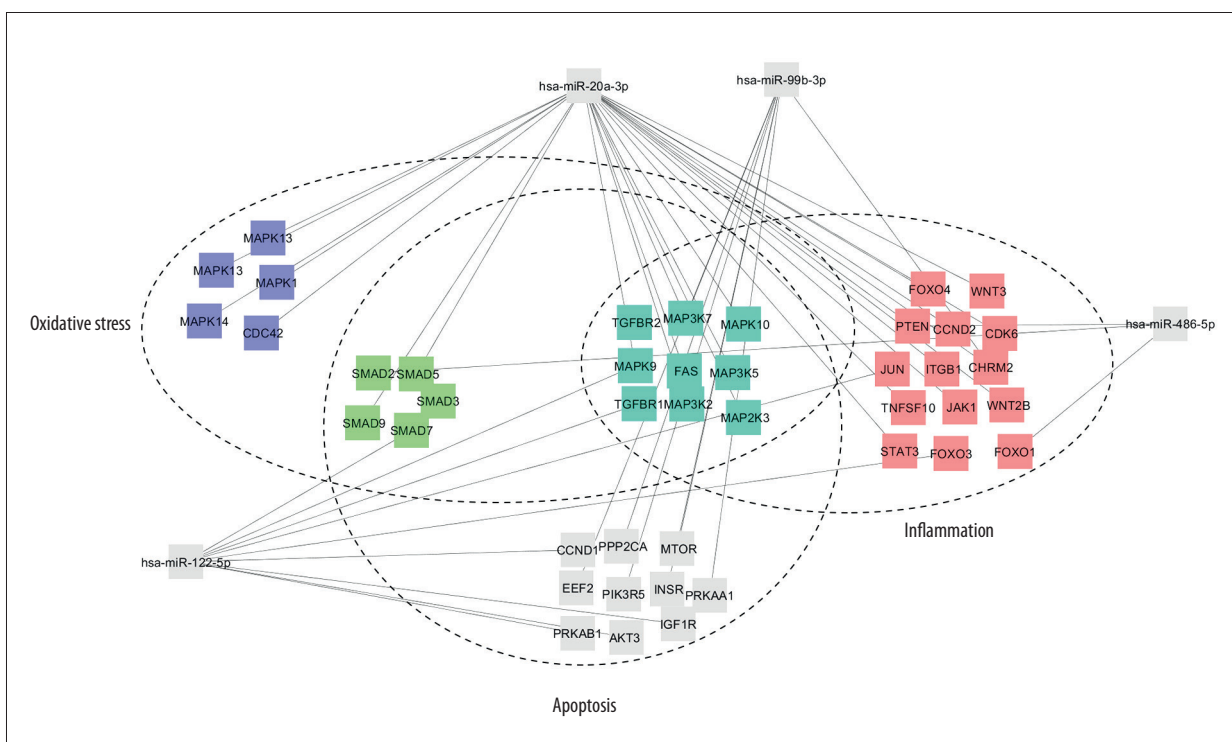 hsa-miR-20a-3p
hsa-miR-99b-3p
Oxidative stress
MAPK13
MAPK13
MAPK1
MAPK14
CDC42
SMAD2
SMAD5
SMAD3
SMAD9
SMAD7
TGFBR2
MAP3K7
MAPK10
MAPK9
FAS
MAP3K5
TGFBR1
MAP3K2
MAP2K3
FOXO4
WNT3
PTEN
CCND2
CDK6
JUN
ITGB1
CHRM2
TNFSF10
JAK1
WNT2B
STAT3
FOXO3
FOXO1
hsa-miR-486-5p
Inflammation
hsa-miR-122-5p
CCND1
PPP2CA
MTOR
EEF2
PIK3R5
INSR
PRKAA1
PRKAB1
AKT3
IGF1R
Apoptosis